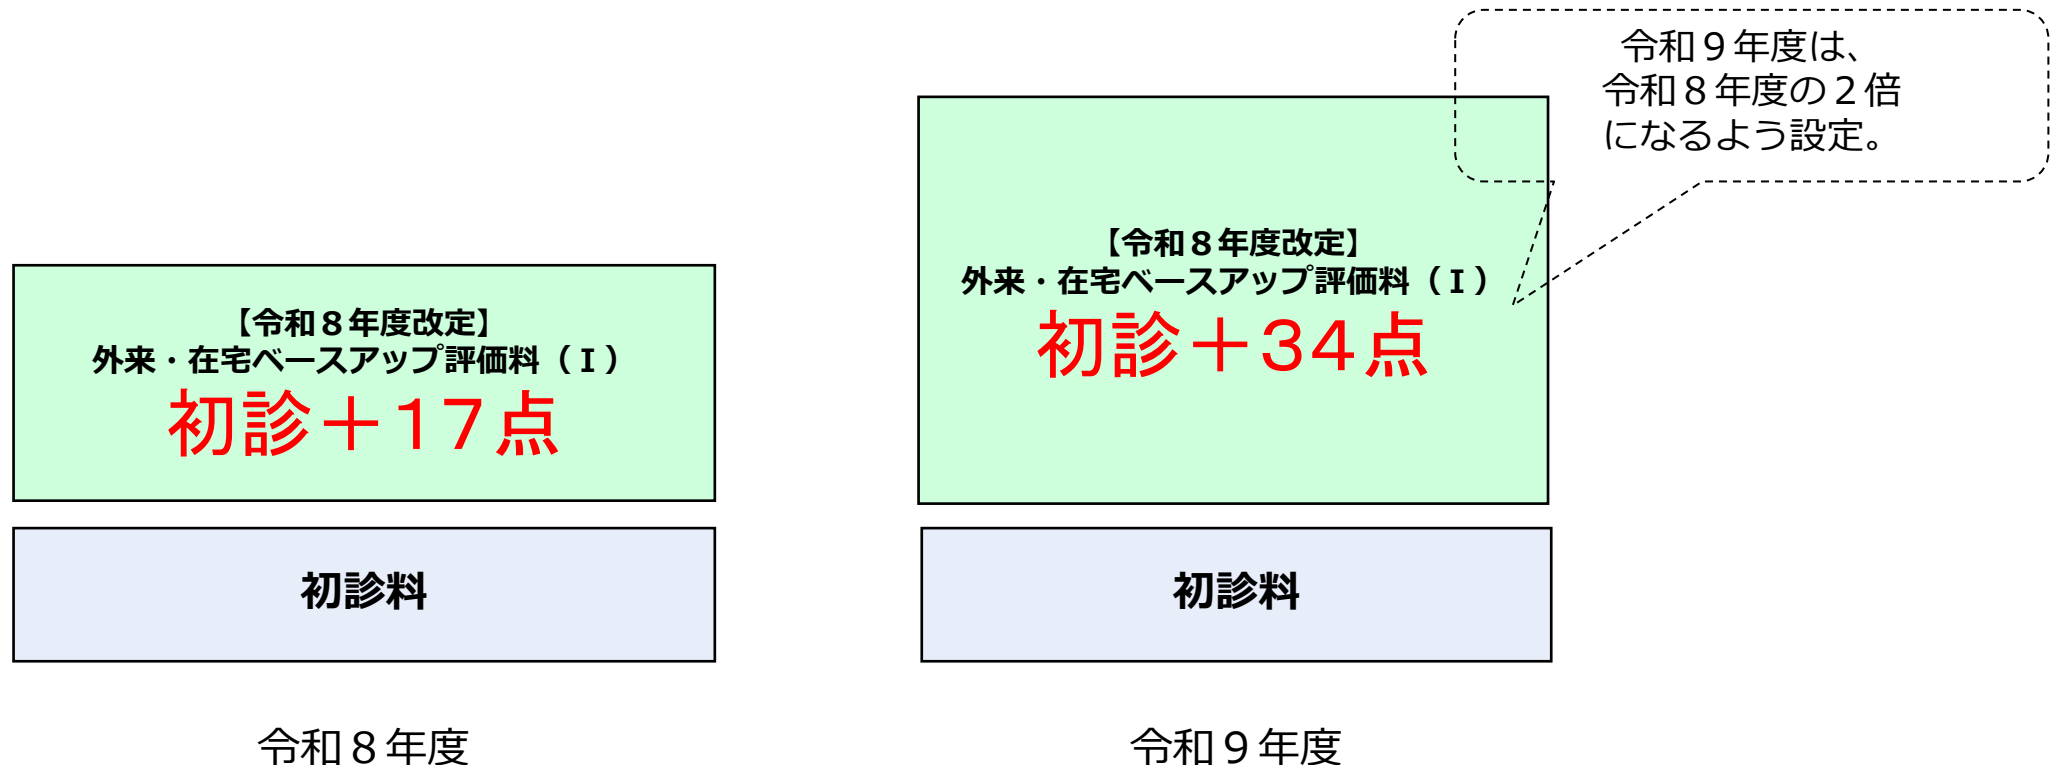 令和９年度は、
令和８年度の２倍
になるよう設定。
【令和８年度改定】
外来・在宅ベースアップ評価料（Ⅰ）
初診＋17点
初診料
令和８年度
【令和８年度改定】
外来・在宅ベースアップ評価料（Ⅰ）
初診＋34点
初診料
令和９年度